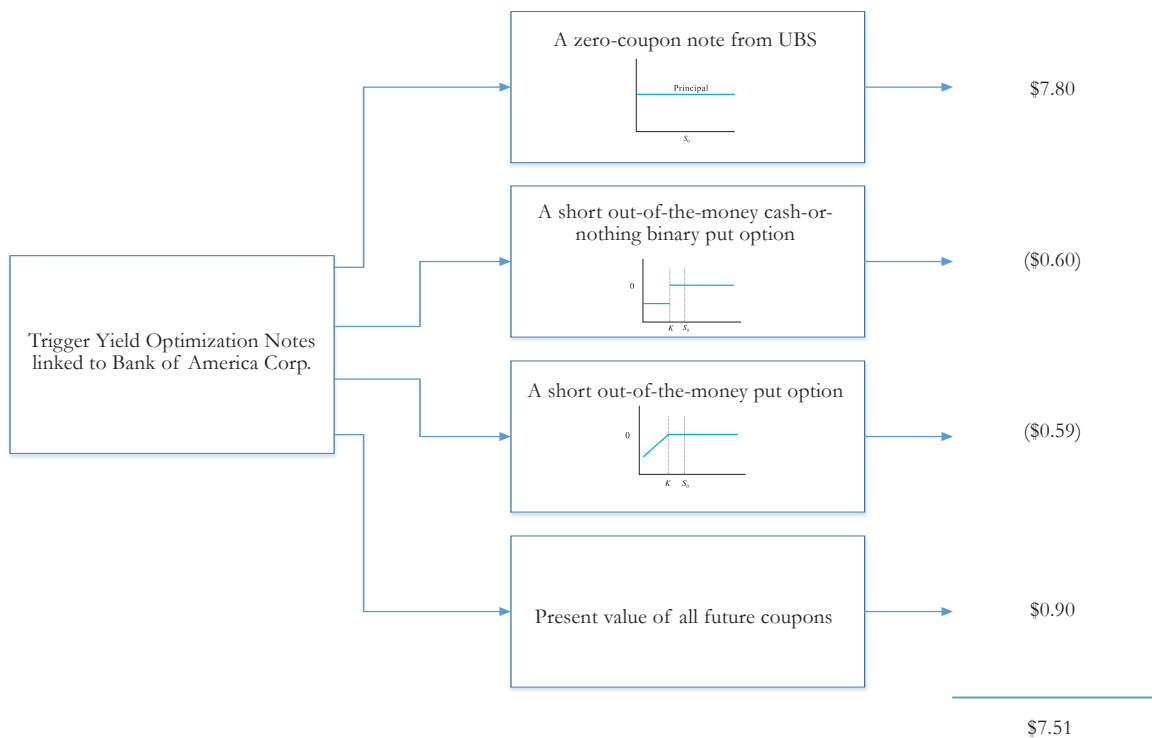 A zero-coupon note from UBS
Principal
S0
$7.80
A short out-of-the-money cash-or-
nothing binary put option
0
K S0
($0.60)
Trigger Yield Optimization Notes
linked to Bank of America Corp.
A short out-of-the-money put option
0
K S0
($0.59)
Present value of all future coupons
$0.90
$7.51